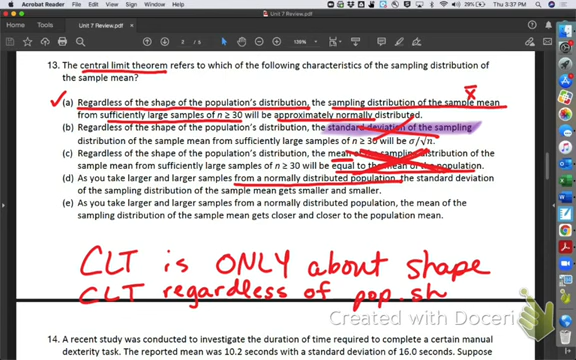 Acrobat Reader File Edit View Sign Window Help
29% Thu 3:37 PM
Unit 7 Review.pdf
Home Tools Unit 7 Review.pdf
2 / 5
139%
13. The central limit theorem refers to which of the following characteristics of the sampling distribution of
the sample mean?
x̄
(a) Regardless of the shape of the population's distribution, the sampling distribution of the sample mean
from sufficiently large samples of n ≥ 30 will be approximately normally distributed.
(b) Regardless of the shape of the population's distribution, the standard deviation of the sampling
distribution of the sample mean from sufficiently large samples of n ≥ 30 will be σ/√n.
(c) Regardless of the shape of the population's distribution, the mean of the sampling distribution of the
sample mean from sufficiently large samples of n ≥ 30 will be equal to the mean of the population.
(d) As you take larger and larger samples from a normally distributed population, the standard deviation
of the sampling distribution of the sample mean gets smaller and smaller.
(e) As you take larger and larger samples from a normally distributed population, the mean of the
sampling distribution of the sample mean gets closer and closer to the population mean.
CLT is ONLY about shape
CLT regardless of pop. sh
Created with Doceri
14. A recent study was conducted to investigate the duration of time required to complete a certain manual
dexterity task. The reported mean was 10.2 seconds with a standard deviation of 16.0 seconds. Suppose